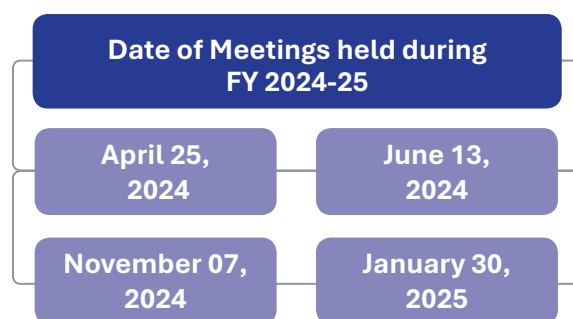 Date of Meetings held during
FY 2024-25
April 25,
2024
June 13,
2024
November 07,
2024
January 30,
2025